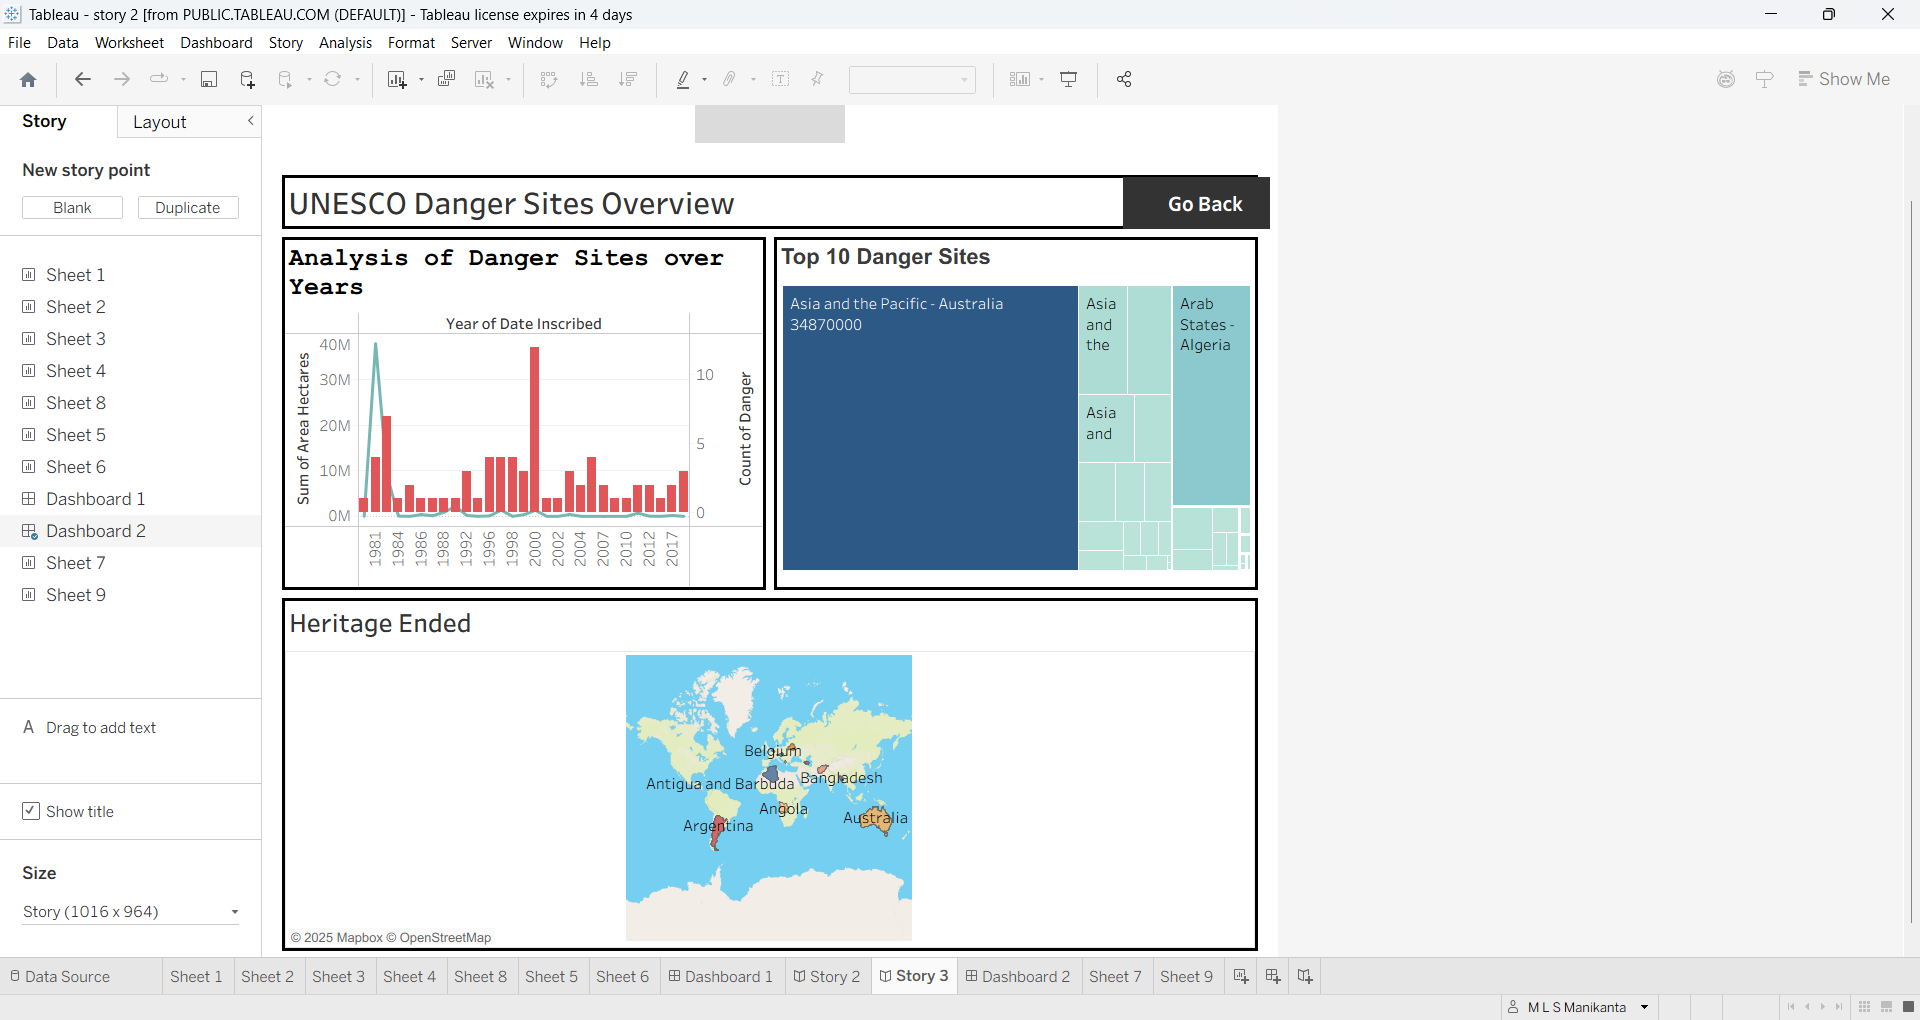 Tableau - story 2 [from PUBLIC.TABLEAU.COM (DEFAULT)] - Tableau license expires in 4 days
File Data Worksheet Dashboard Story Analysis Format Server Window Help
Show Me
Story Layout
New story point
Blank Duplicate
Sheet 1
Sheet 2
Sheet 3
Sheet 4
Sheet 8
Sheet 5
Sheet 6
Dashboard 1
Dashboard 2
Sheet 7
Sheet 9
A Drag to add text
Show title
Size
Story (1016 x 964)
UNESCO Danger Sites Overview
Go Back
Analysis of Danger Sites over
Years
Year of Date Inscribed
Sum of Area Hectares
40M
30M
20M
10M
0M
10
5
0
Count of Danger
1981 1984 1986 1988 1992 1996 1998 2000 2002 2004 2007 2010 2012 2017
Top 10 Danger Sites
Asia and the Pacific - Australia
34870000
Asia
and
the
Asia
and
Arab
States -
Algeria
Heritage Ended
Belgium
Antigua and Barbuda
Bangladesh
Angola
Argentina
Australia
© 2025 Mapbox © OpenStreetMap
Data Source Sheet 1 Sheet 2 Sheet 3 Sheet 4 Sheet 8 Sheet 5 Sheet 6 Dashboard 1 Story 2 Story 3 Dashboard 2 Sheet 7 Sheet 9
M L S Manikanta